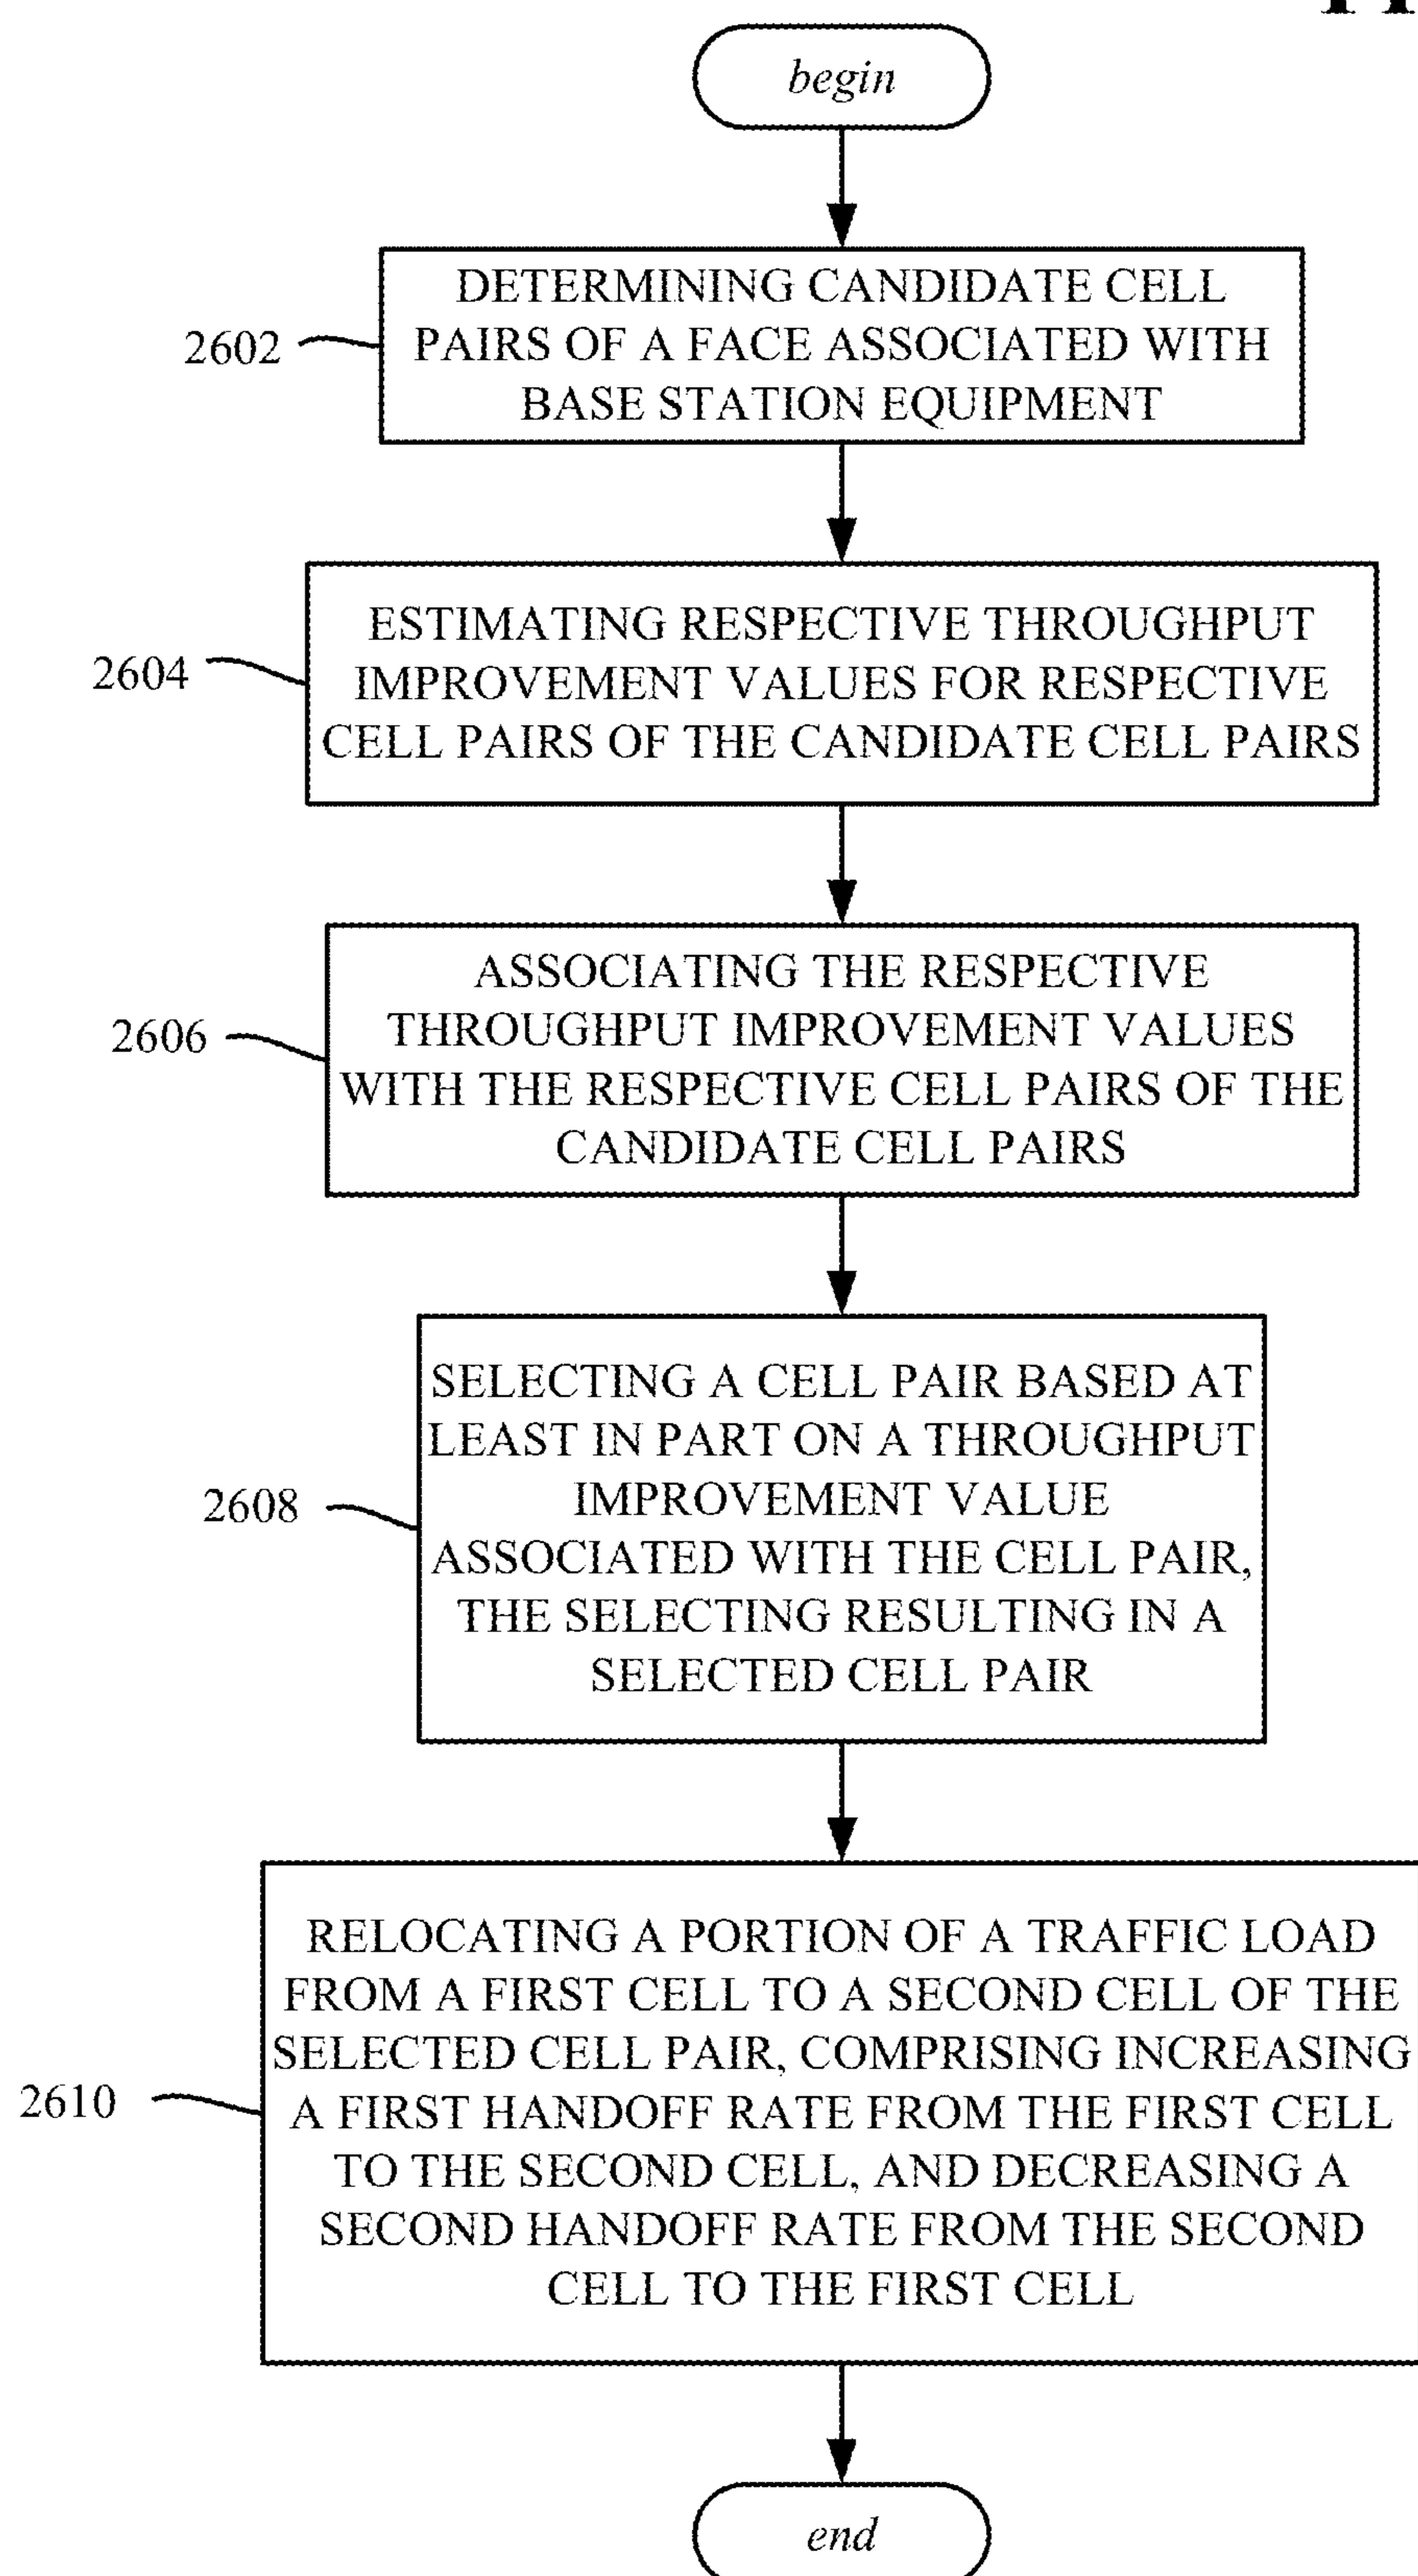 begin
DETERMINING CANDIDATE CELL
PAIRS OF A FACE ASSOCIATED WITH
BASE STATION EQUIPMENT
2602
ESTIMATING RESPECTIVE THROUGHPUT
IMPROVEMENT VALUES FOR RESPECTIVE
CELL PAIRS OF THE CANDIDATE CELL PAIRS
2604
ASSOCIATING THE RESPECTIVE
THROUGHPUT IMPROVEMENT VALUES
WITH THE RESPECTIVE CELL PAIRS OF THE
CANDIDATE CELL PAIRS
2606
SELECTING A CELL PAIR BASED AT
LEAST IN PART ON A THROUGHPUT
IMPROVEMENT VALUE
ASSOCIATED WITH THE CELL PAIR,
THE SELECTING RESULTING IN A
SELECTED CELL PAIR
2608
RELOCATING A PORTION OF A TRAFFIC LOAD
FROM A FIRST CELL TO A SECOND CELL OF THE
SELECTED CELL PAIR, COMPRISING INCREASING
A FIRST HANDOFF RATE FROM THE FIRST CELL
TO THE SECOND CELL, AND DECREASING A
SECOND HANDOFF RATE FROM THE SECOND
CELL TO THE FIRST CELL
2610
end